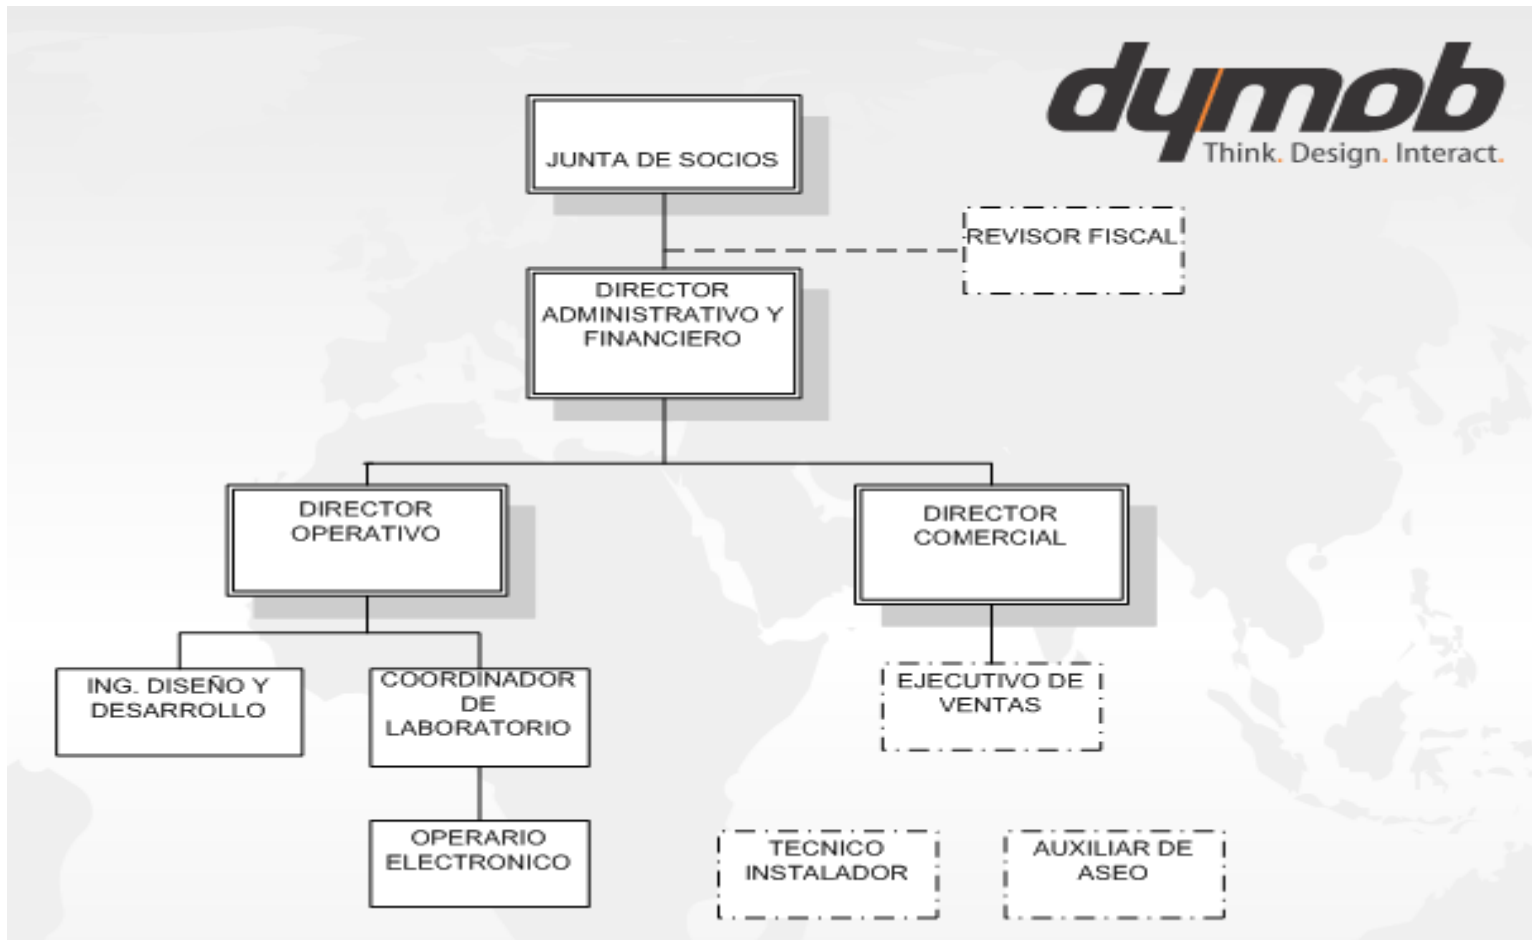 dymob
Think. Design. Interact.
JUNTA DE SOCIOS
REVISOR FISCAL
DIRECTOR
ADMINISTRATIVO Y
FINANCIERO
DIRECTOR
OPERATIVO
DIRECTOR
COMERCIAL
ING. DISEÑO Y
DESARROLLO
COORDINADOR
DE
LABORATORIO
EJECUTIVO DE
VENTAS
OPERARIO
ELECTRONICO
TECNICO
INSTALADOR
AUXILIAR DE
ASEO